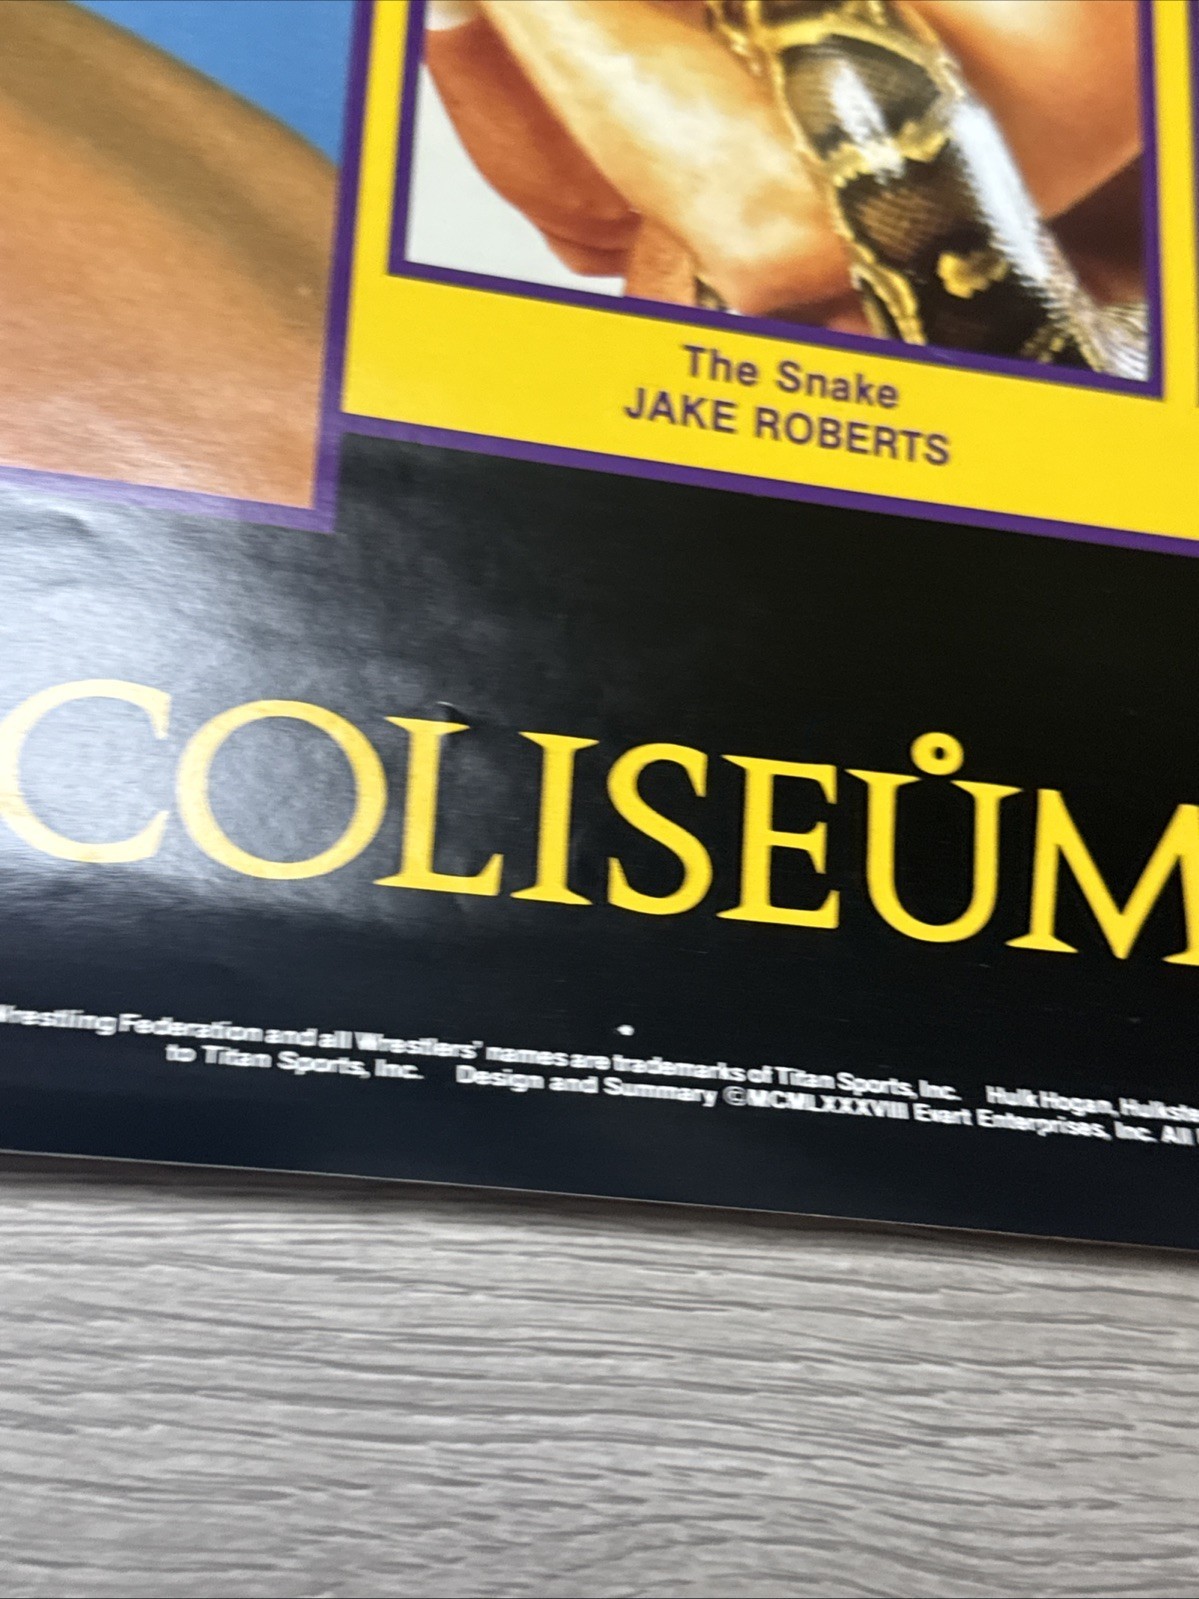 The Snake
JAKE ROBERTS
COLISEŮM
Wrestling Federation and all Wrestlers' names are trademarks of Titan Sports, Inc. Hulk Hogan, Hulkste
to Titan Sports, Inc. Design and Summary ©MCMLXXXVIII Evart Enterprises, Inc. All